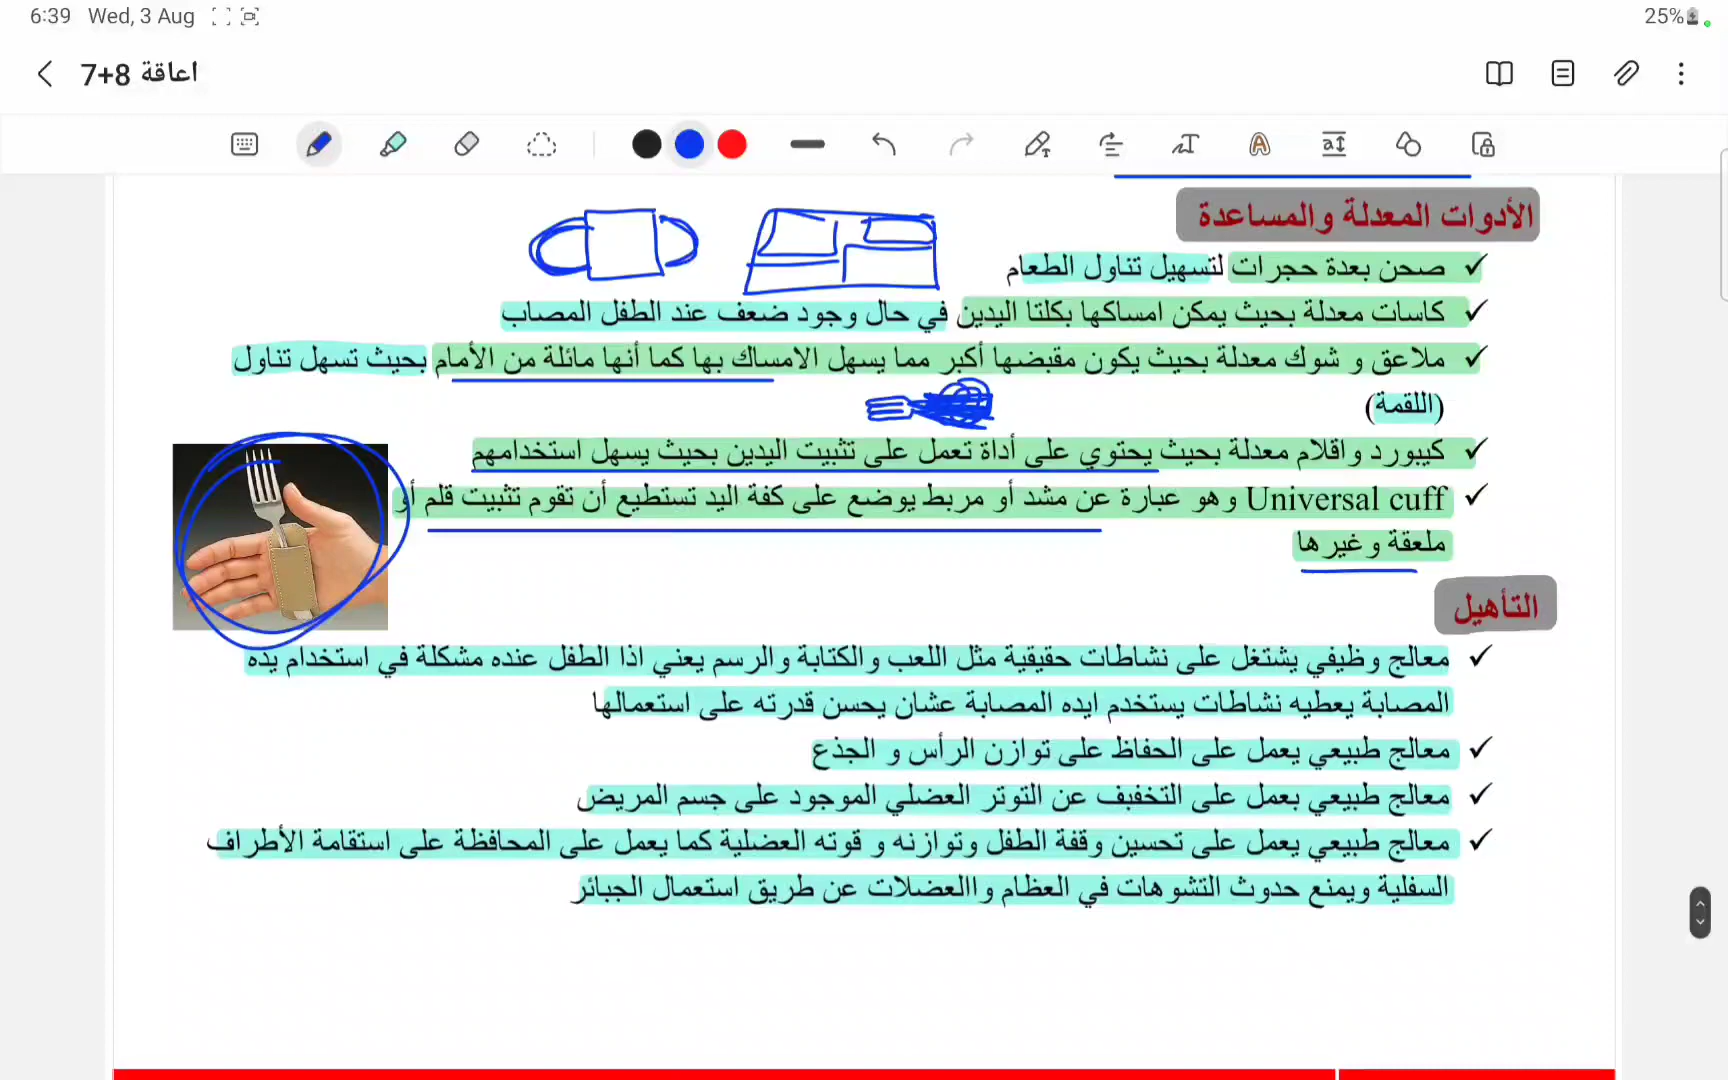 6:39 Wed, 3 Aug
25%
اعاقة 7+8
الأدوات المعدلة والمساعدة
✓ صحن بعدة حجرات لتسهيل تناول الطعام
✓ كاسات معدلة بحيث يمكن امساكها بكلتا اليدين في حال وجود ضعف عند الطفل المصاب
✓ ملاعق و شوك معدلة بحيث يكون مقبضها أكبر مما يسهل الامساك بها كما أنها مائلة من الأمام بحيث تسهل تناول
(اللقمة)
✓ كيبورد واقلام معدلة بحيث يحتوي على أداة تعمل على تثبيت اليدين بحيث يسهل استخدامهم
✓ Universal cuff وهو عبارة عن مشد أو مربط يوضع على كفة اليد تستطيع أن تقوم تثبيت قلم أو
ملعقة وغيرها
التأهيل
✓ معالج وظيفي يشتغل على نشاطات حقيقية مثل اللعب والكتابة والرسم يعني اذا الطفل عنده مشكلة في استخدام يده
المصابة يعطيه نشاطات يستخدم ايده المصابة عشان يحسن قدرته على استعمالها
✓ معالج طبيعي يعمل على الحفاظ على توازن الرأس و الجذع
✓ معالج طبيعي بعمل على التخفبف عن التوتر العضلي الموجود على جسم المريض
✓ معالج طبيعي يعمل على تحسين وقفة الطفل وتوازنه و قوته العضلية كما يعمل على المحافظة على استقامة الأطراف
السفلية ويمنع حدوث التشوهات في العظام واالعضلات عن طريق استعمال الجبائر